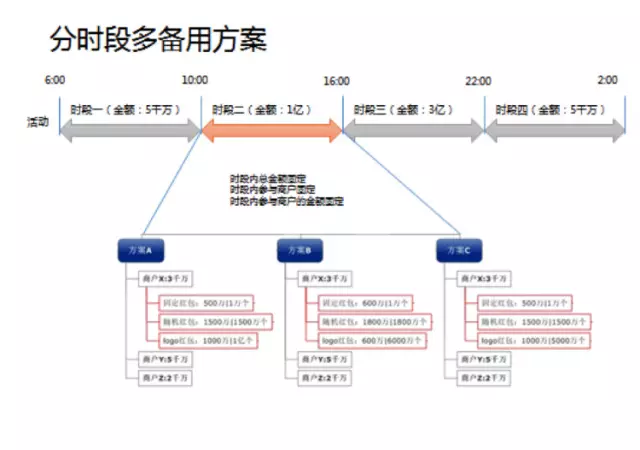 分时段多备用方案
6:00 10:00 16:00 22:00 2:00
时段一（金额：5千万） 时段二（金额：1亿） 时段三（金额：3亿） 时段四（金额：5千万）
活动
时段内总金额固定
时段内参与商户固定
时段内参与商户的金额固定
方案A 方案B 方案C
商户X:3千万 商户X:3千万 商户X:3千万
固定红包：500万|1万个 固定红包：600万|1万个 固定红包：500万|1万个
随机红包：1500万|1500万个 随机红包：1800万|1800万个 随机红包：1500万|1500万个
logo红包：1000万|1亿个 logo红包：600万|6000万个 logo红包：1000万|5000万个
商户Y:5千万 商户Y:5千万 商户Y:5千万
商户Z:2千万 商户Z:2千万 商户Z:2千万